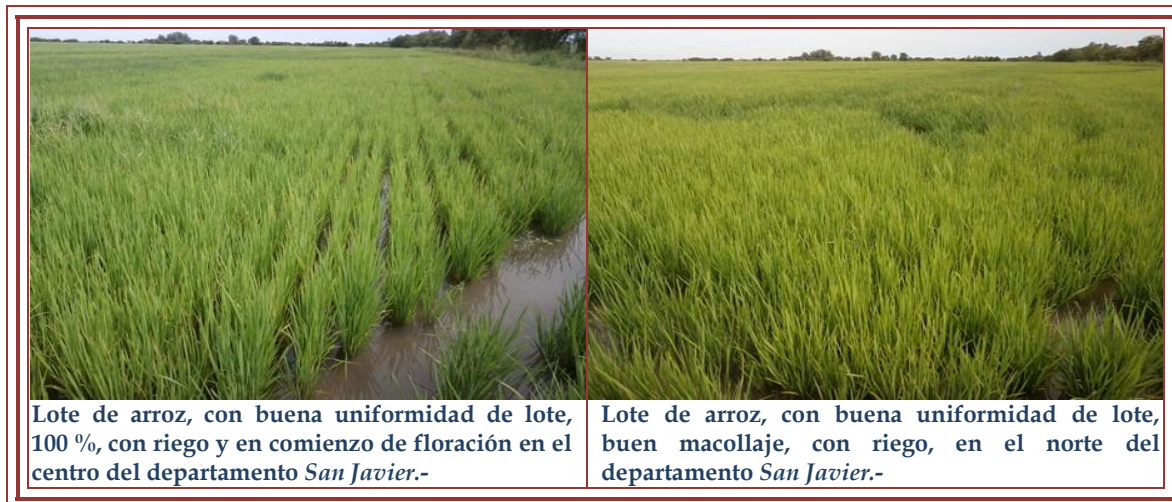 Lote de arroz, con buena uniformidad de lote,
100 %, con riego y en comienzo de floración en el
centro del departamento San Javier.-
Lote de arroz, con buena uniformidad de lote,
buen macollaje, con riego, en el norte del
departamento San Javier.-